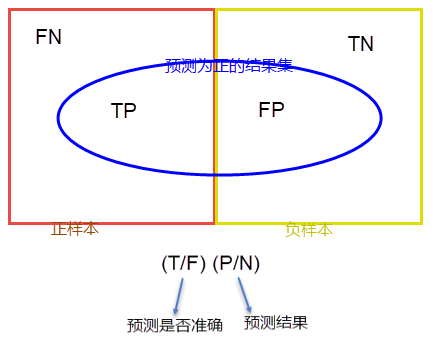 FN
TN
预测为正的结果集
TP
FP
正样本
负样本
(T/F) (P/N)
预测是否准确
预测结果